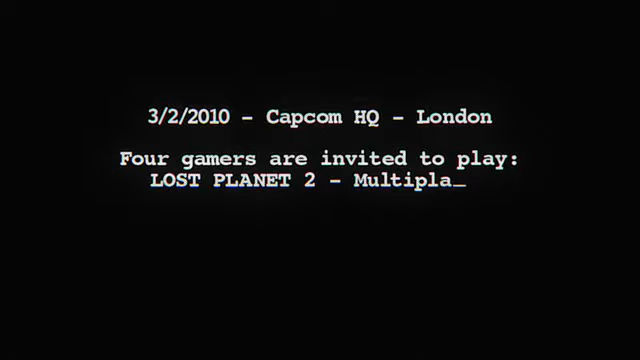 3/2/2010 – Capcom HQ – London
Four gamers are invited to play:
LOST PLANET 2 – Multipla_